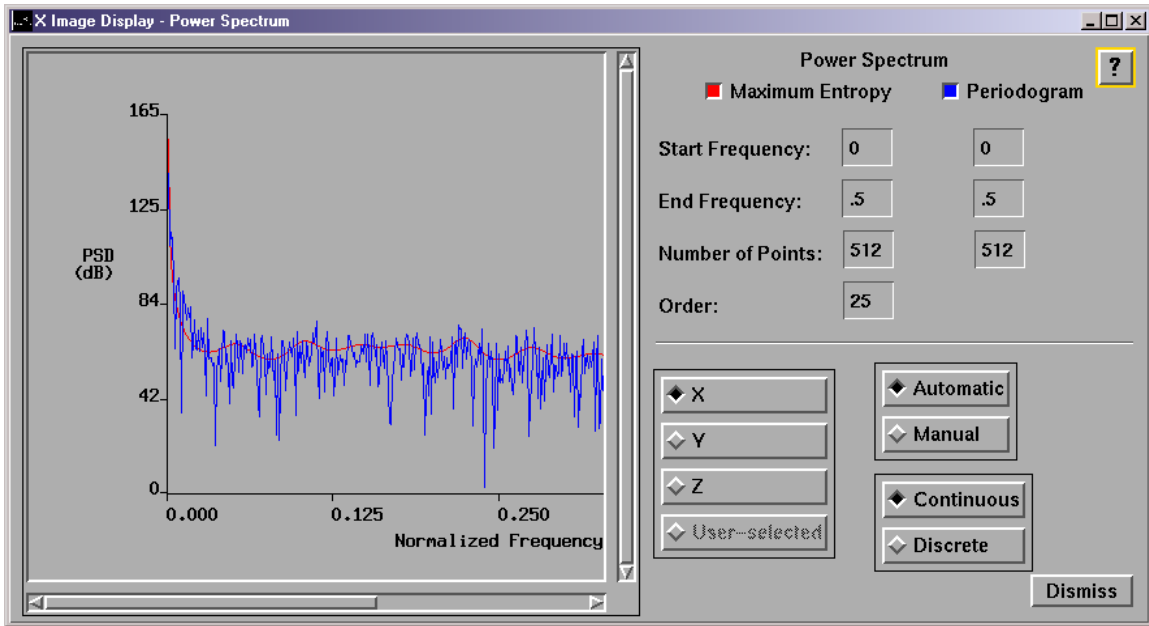 X Image Display - Power Spectrum
165
125
PSD
(dB)
84
42
0
0.000 0.125 0.250
Normalized Frequency
Power Spectrum
?
Maximum Entropy Periodogram
Start Frequency: 0 0
End Frequency: .5 .5
Number of Points: 512 512
Order: 25
X
Y
Z
User-selected
Automatic
Manual
Continuous
Discrete
Dismiss